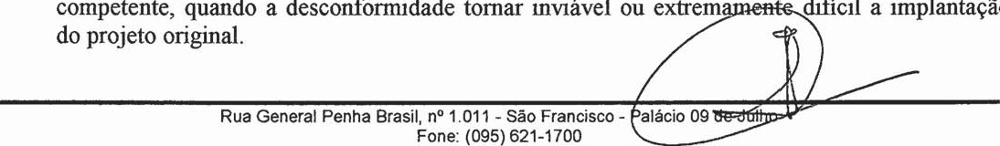 competente, quando a desconformidade tornar inviável ou extremamente difícil a implantaçã
do projeto original.
Rua General Penha Brasil, nº 1.011 - São Francisco - Palácio 09 de Julho
Fone: (095) 621-1700